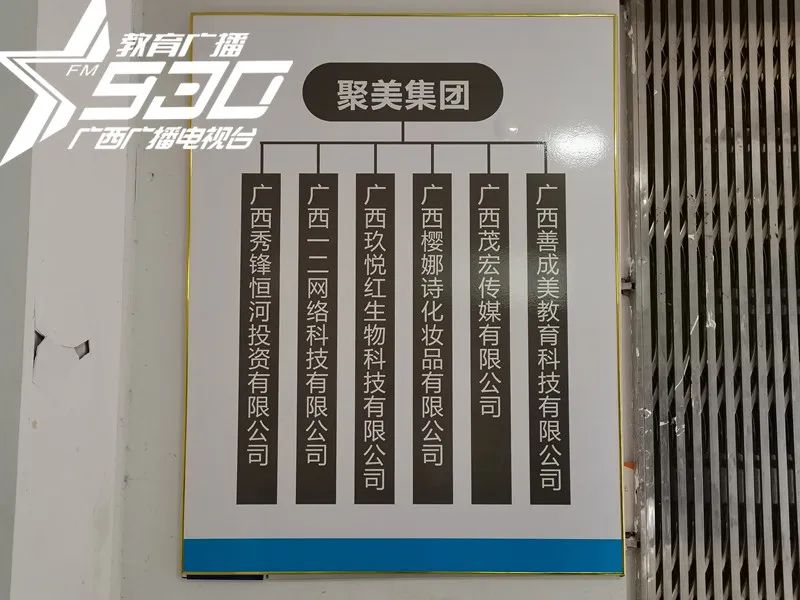 教育广播
FM
930
广西广播电视台
聚美集团
广西秀锋恒河投资有限公司
广西一二网络科技有限公司
广西玖悦红生物科技有限公司
广西樱娜诗化妆品有限公司
广西茂宏传媒有限公司
广西善成美教育科技有限公司